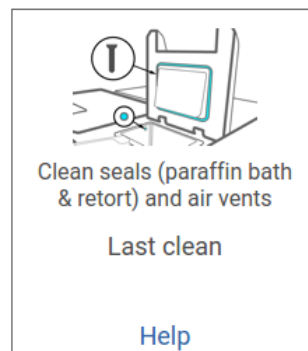 Clean seals (paraffin bath
& retort) and air vents
Last clean
Help